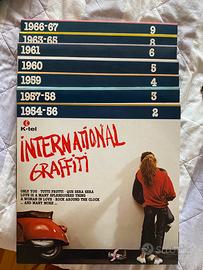 1966-67 9
1963-65 8
1961 6
1960 5
1959 4
1957-58 3
1954-56 2
K-tel
INTERNATIONAL
GRAFFITI
ONLY YOU · TUTTI FRUTTI · QUE SERA SERA
LOVE IS A MANY SPLENDOURED THING
A WOMAN IN LOVE · ROCK AROUND THE CLOCK
– AND MANY MORE...
subito